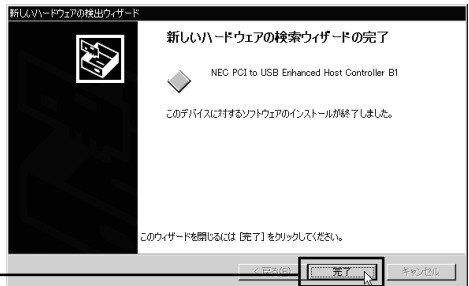 新しいハードウェアの検出ウィザード
新しいハードウェアの検索ウィザードの完了
NEC PCI to USB Enhanced Host Controller B1
このデバイスに対するソフトウェアのインストールが終了しました。
このウィザードを閉じるには [完了] をクリックしてください。
< 戻る(B) 完了 キャンセル